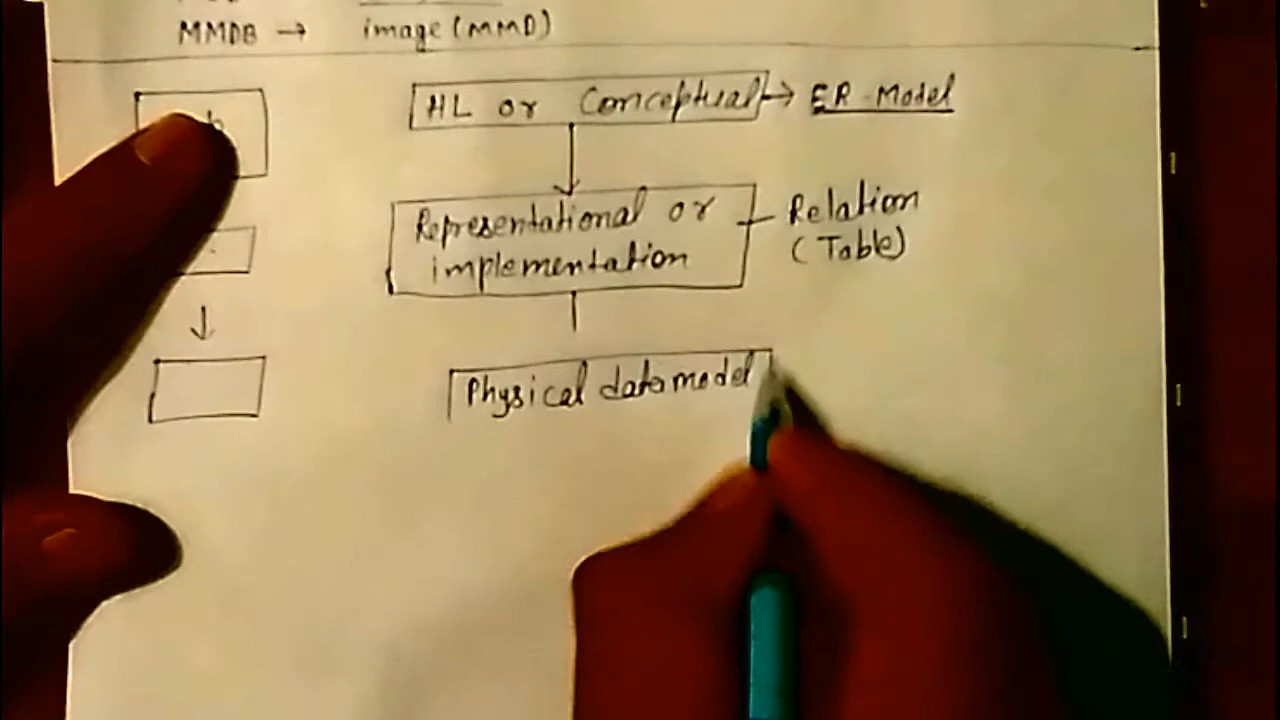 MMDB → image (MMD)
HL or Conceptual → ER-Model
Representational or
implementation
Relation
(Table)
Physical data model